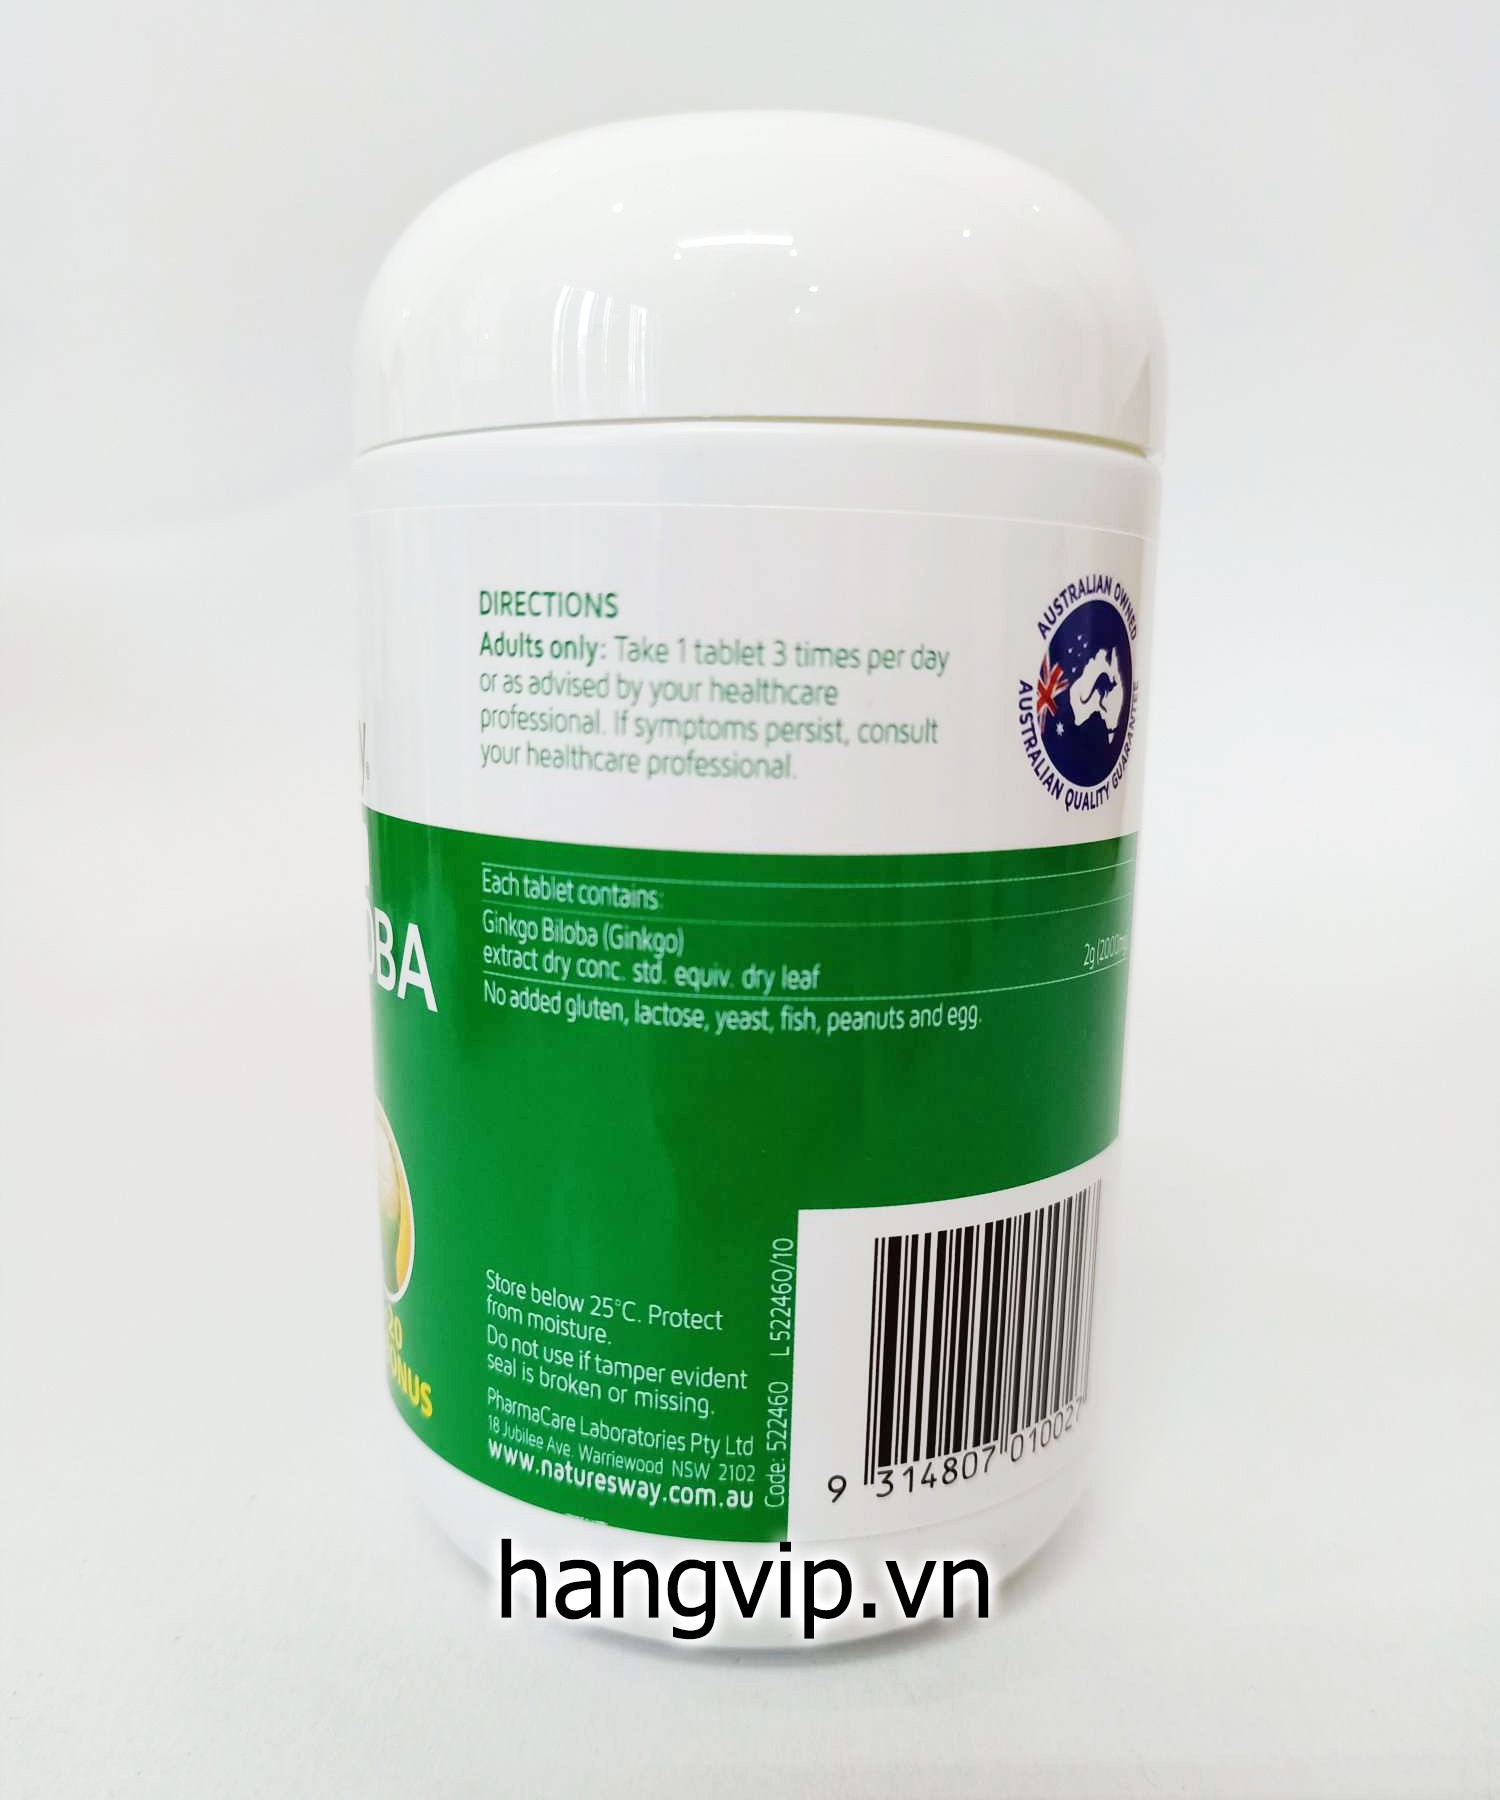 DIRECTIONS
Adults only: Take 1 tablet 3 times per day
or as advised by your healthcare
professional. If symptoms persist, consult
your healthcare professional.
AUSTRALIAN OWNED
AUSTRALIAN QUALITY GUARANTEE
Each tablet contains:
Ginkgo Biloba (Ginkgo)
extract dry conc. std. equiv. dry leaf 2g (2000mg
No added gluten, lactose, yeast, fish, peanuts and egg.
OBA
20
ONUS
Store below 25°C. Protect
from moisture.
Do not use if tamper evident
seal is broken or missing.
PharmaCare Laboratories Pty Ltd
18 Jubilee Ave. Warriewood NSW 2102
www.naturesway.com.au
Code: 522460 L 522460/10
9 314807 010027
hangvip.vn